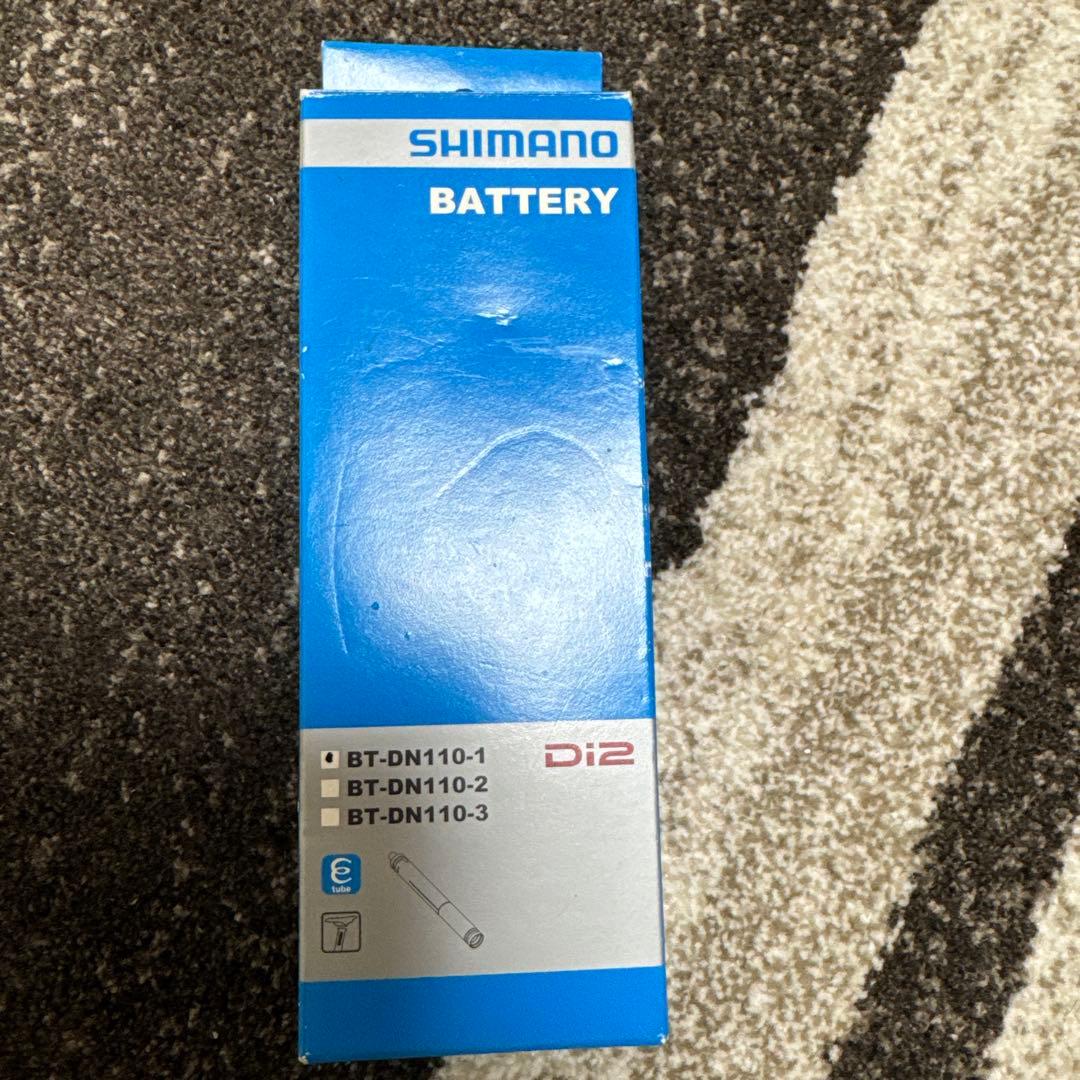 SHIMANO
BATTERY
BT-DN110-1
Di2
BT-DN110-2
BT-DN110-3
E
tube